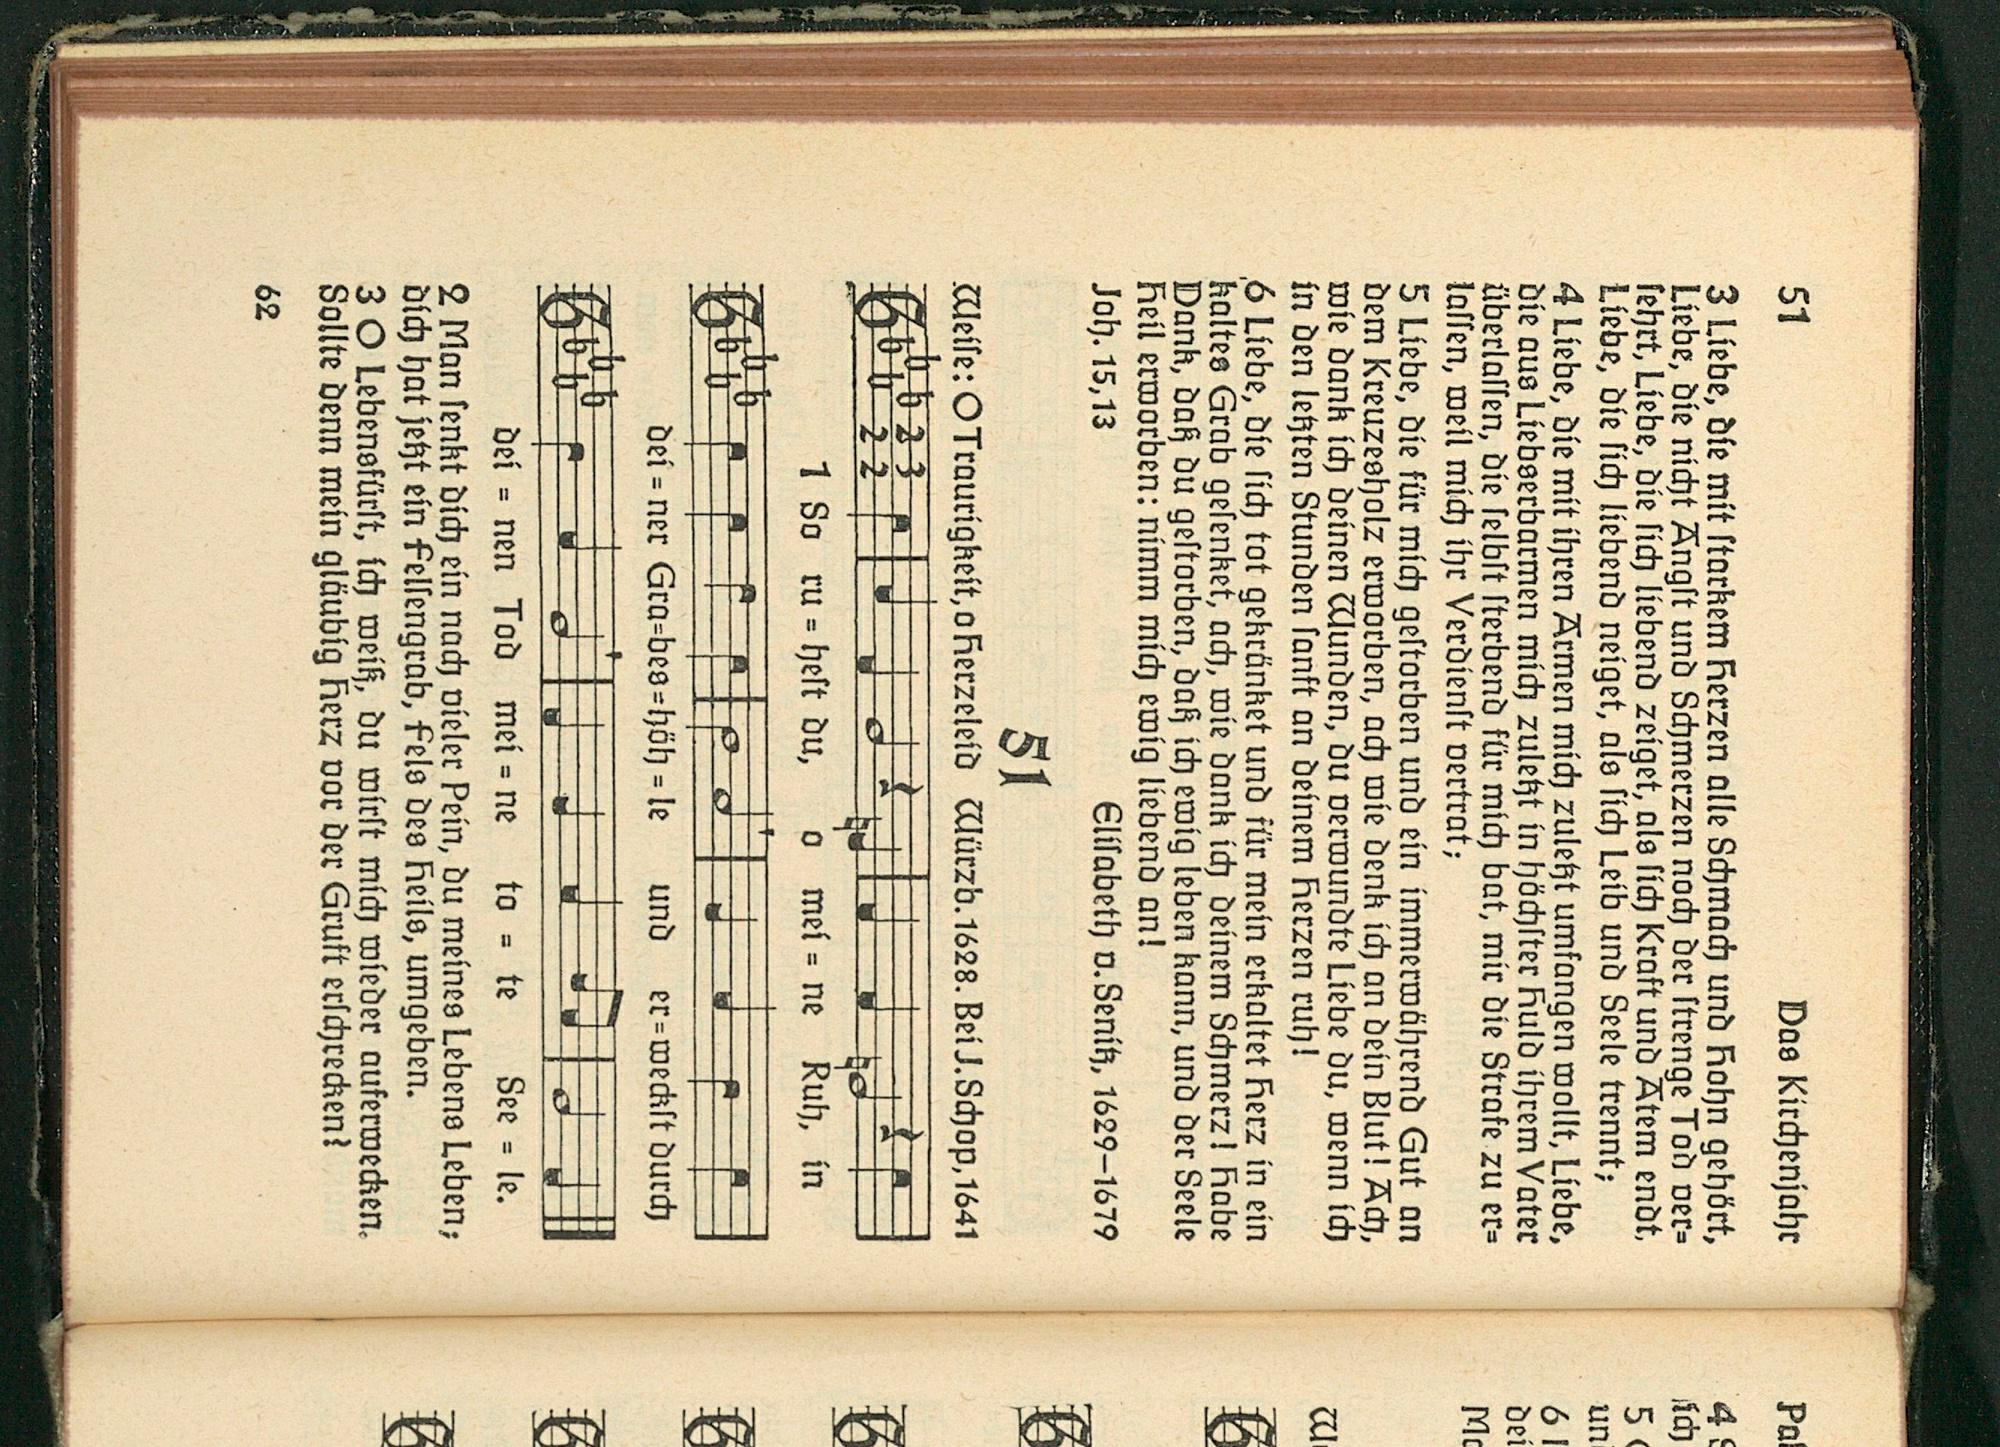 51 Das Kirchenjahr
3 Liebe, die mit starkem Herzen alle Schmach und Hohn gehört,
Liebe, die nicht Angst und Schmerzen noch der strenge Tod ver=
sehrt, Liebe, die sich liebend zeiget, als sich Kraft und Atem endt,
Liebe, die sich liebend neiget, als sich Leib und Seele trennt;
4 Liebe, die mit ihren Armen mich zuletzt umfangen wollt, Liebe,
die aus Liebserbarmen mich zuletzt in höchster Huld ihrem Vater
überlassen, die selbst sterbend für mich bat, mir die Strafe zu er=
lassen, weil mich ihr Verdienst vertrat;
5 Liebe, die für mich gestorben und ein immerwährend Gut an
dem Kreuzesholz erworben, ach wie denk ich an dein Blut! Ach,
wie dank ich deinen Wunden, du verwundte Liebe du, wenn ich
in den letzten Stunden sanft an deinem Herzen ruh!
6 Liebe, die sich tot gekränket und für mein erkaltet Herz in ein
kaltes Grab gesenket, ach, wie dank ich deinem Schmerz! Habe
Dank, daß du gestorben, daß ich ewig leben kann, und der Seele
Heil erworben: nimm mich ewig liebend an!
Joh. 15,13 Elisabeth v. Senitz, 1629–1679
51
Weise: O Traurigkeit, o Herzeleid Würzb. 1628. Bei J. Schop, 1641
2 3
2 2
1 So ru = hest du, o mei = ne Ruh, in
dei = ner Gra=bes=höh = le und er=weckst durch
dei = nen Tod mei = ne to = te See = le.
2 Man senkt dich ein nach vieler Pein, du meines Lebens Leben;
dich hat jetzt ein Felsengrab, Fels des Heils, umgeben.
3 O Lebensfürst, ich weiß, du wirst mich wieder auferwecken.
Sollte denn mein gläubig Herz vor der Gruft erschrecken?
62
4
sich
5
6
dei